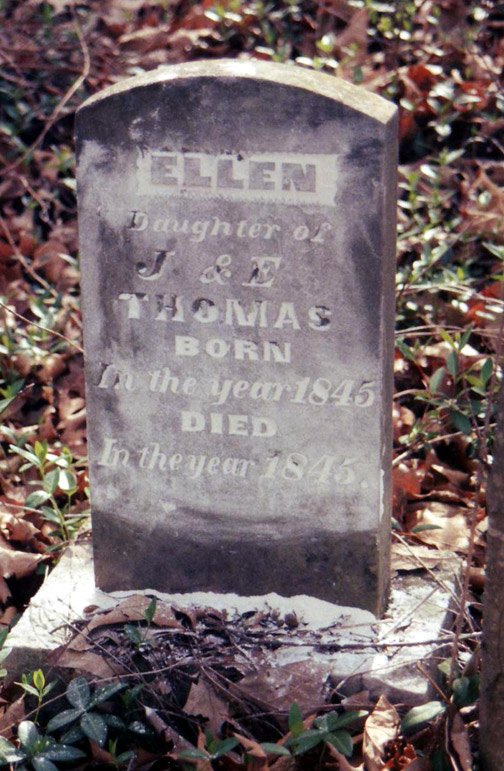 ELLEN
Daughter of
J & E
THOMAS
BORN
In the year 1845
DIED
In the year 1845.